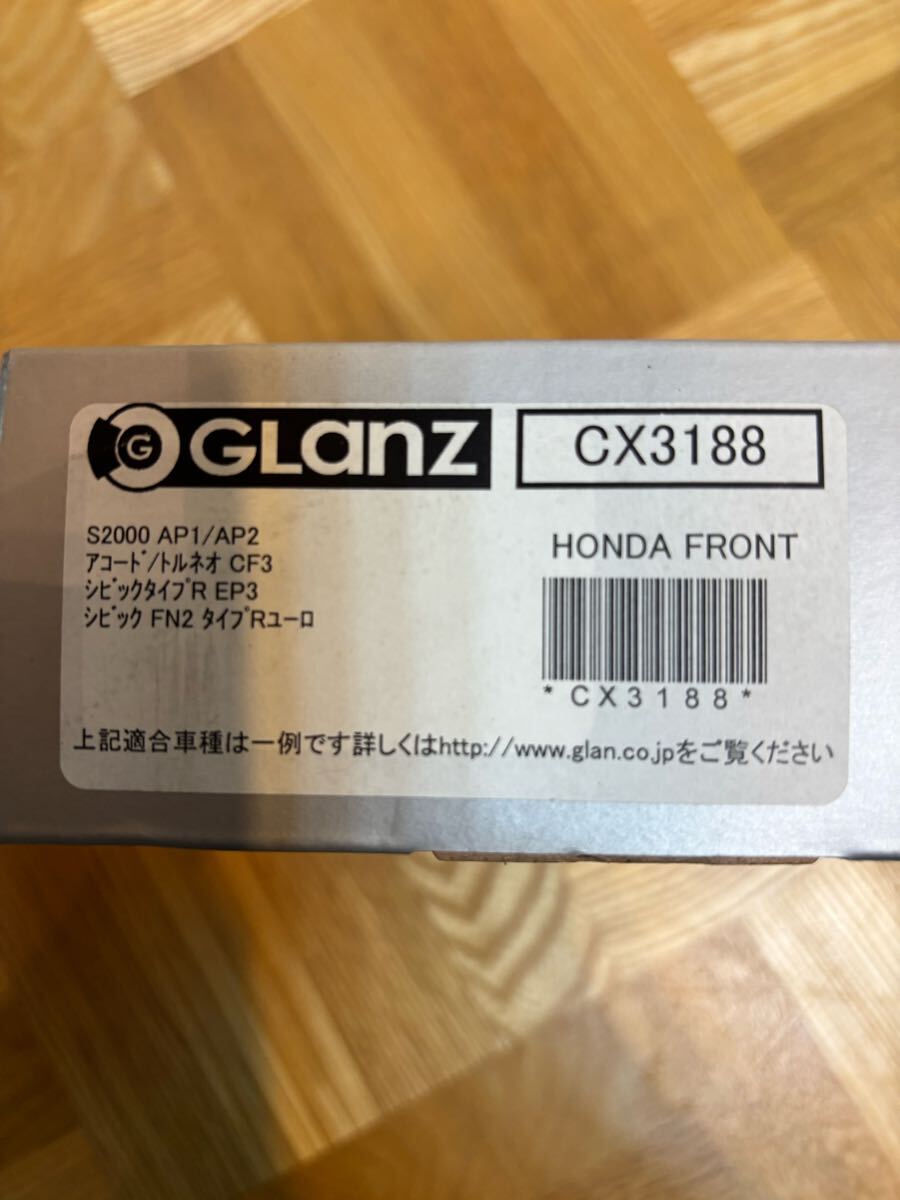 G GLanz
CX3188
S2000 AP1/AP2
ｱｺｰﾄﾞ/ﾄﾙﾈｵ CF3
ｼﾋﾞｯｸﾀｲﾌﾟR EP3
ｼﾋﾞｯｸ FN2 ﾀｲﾌﾟRﾕｰﾛ
HONDA FRONT
*CX3188*
上記適合車種は一例です詳しくはhttp://www.glan.co.jpをご覧ください